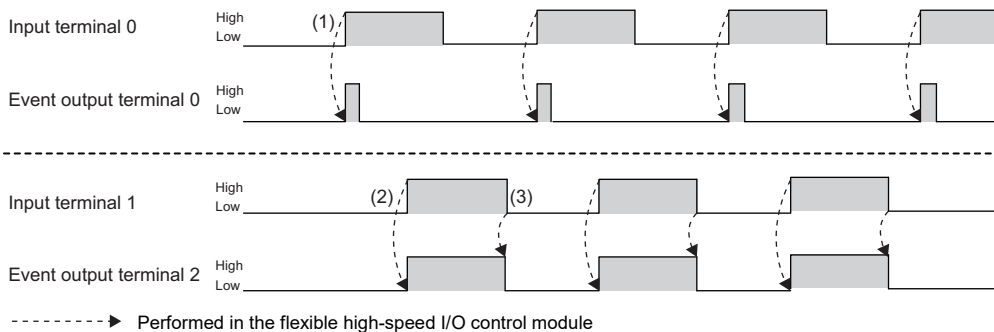 Input terminal 0
High
Low
(1)
Event output terminal 0
High
Low
Input terminal 1
High
Low
(2)
(3)
Event output terminal 2
High
Low
Performed in the flexible high-speed I/O control module